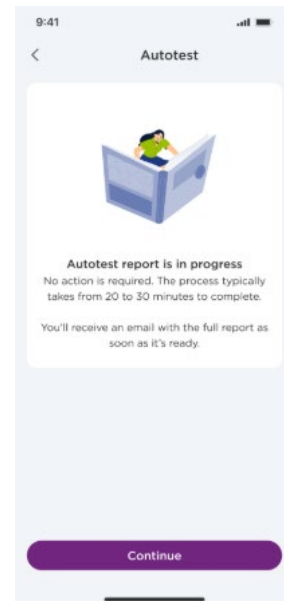 9:41
Autotest
Autotest report is in progress
No action is required. The process typically
takes from 20 to 30 minutes to complete.
You'll receive an email with the full report as
soon as it's ready.
Continue